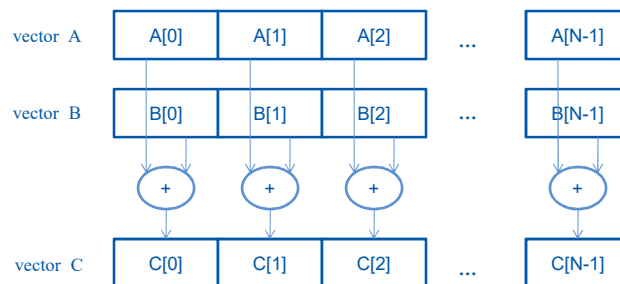 vector A A[0] A[1] A[2] ... A[N-1]
vector B B[0] B[1] B[2] ... B[N-1]
+ + + +
vector C C[0] C[1] C[2] ... C[N-1]